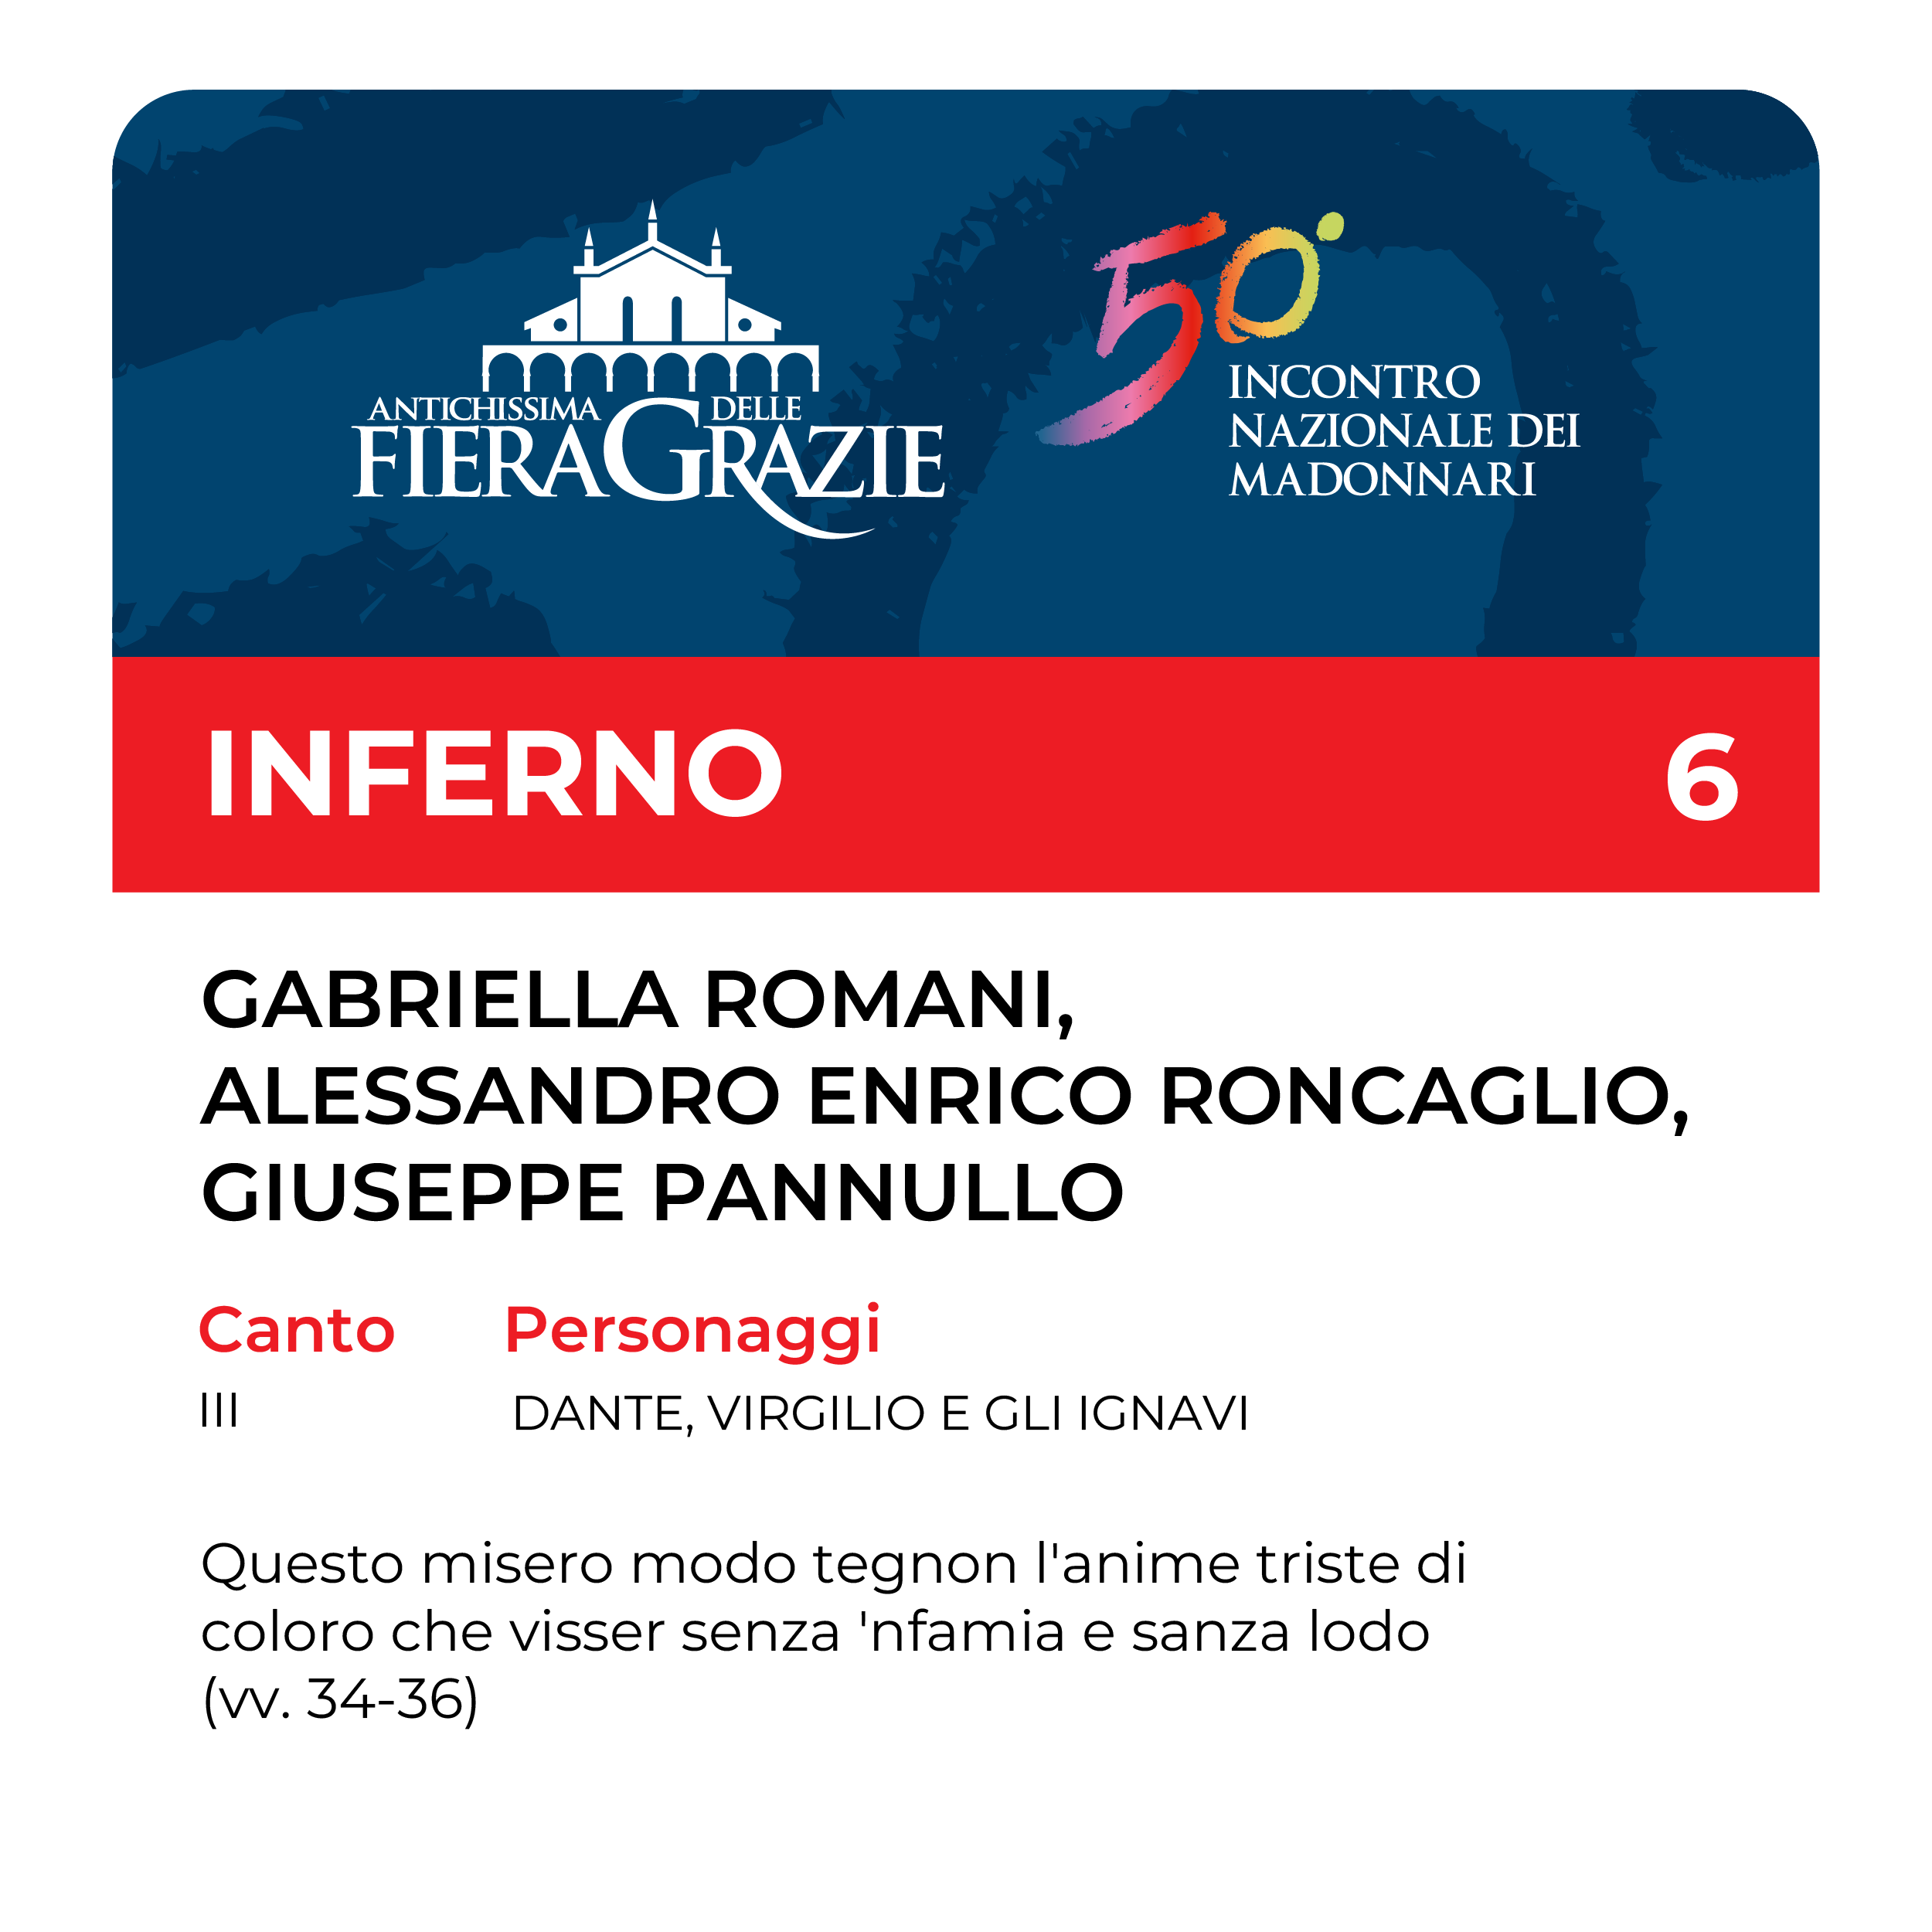 ANTICHISSIMA
FIERA DELLE GRAZIE
50°
INCONTRO
NAZIONALE DEI
MADONNARI
INFERNO 6
GABRIELLA ROMANI,
ALESSANDRO ENRICO RONCAGLIO,
GIUSEPPE PANNULLO
Canto Personaggi
III DANTE, VIRGILIO E GLI IGNAVI
Questo misero modo tegnon l'anime triste di
coloro che visser senza 'nfamia e sanza lodo
(vv. 34-36)